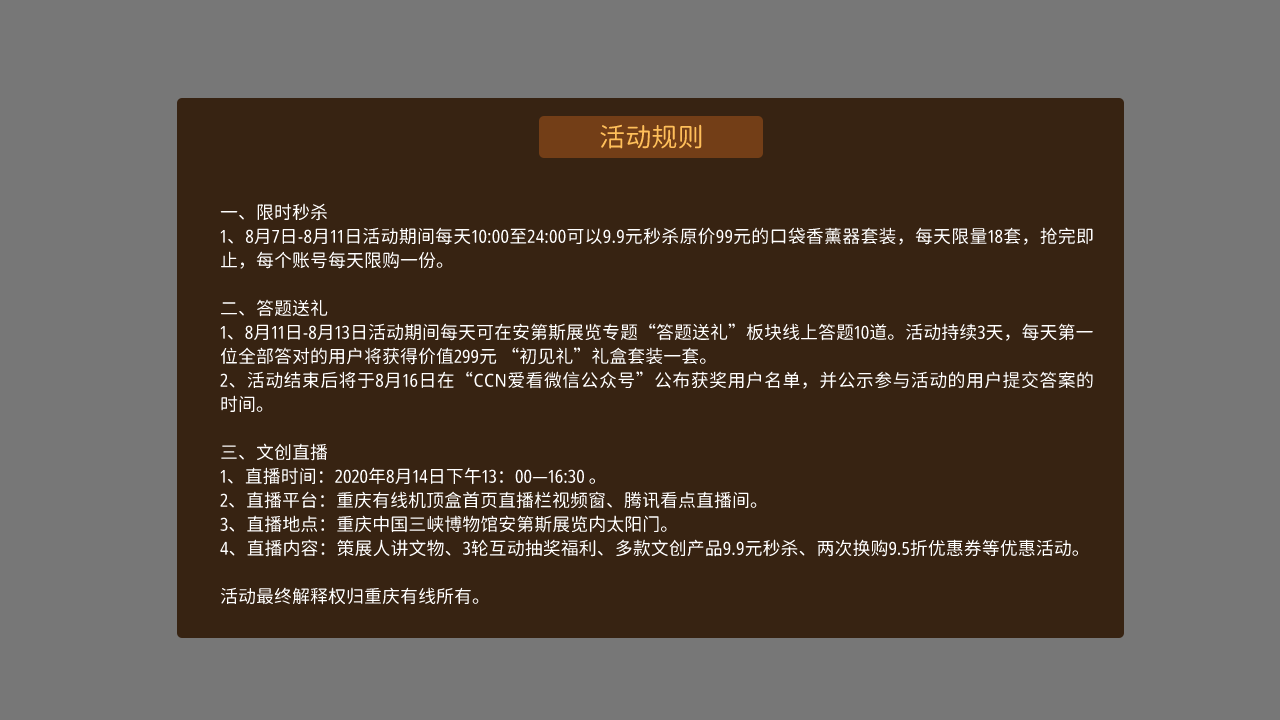 活动规则
一、限时秒杀
1、8月7日-8月11日活动期间每天10:00至24:00可以9.9元秒杀原价99元的口袋香薰器套装，每天限量18套，抢完即
止，每个账号每天限购一份。
二、答题送礼
1、8月11日-8月13日活动期间每天可在安第斯展览专题“答题送礼”板块线上答题10道。活动持续3天，每天第一
位全部答对的用户将获得价值299元 “初见礼”礼盒套装一套。
2、活动结束后将于8月16日在“CCN爱看微信公众号”公布获奖用户名单，并公示参与活动的用户提交答案的
时间。
三、文创直播
1、直播时间：2020年8月14日下午13：00—16:30 。
2、直播平台：重庆有线机顶盒首页直播栏视频窗、腾讯看点直播间。
3、直播地点：重庆中国三峡博物馆安第斯展览内太阳门。
4、直播内容：策展人讲文物、3轮互动抽奖福利、多款文创产品9.9元秒杀、两次换购9.5折优惠券等优惠活动。
活动最终解释权归重庆有线所有。